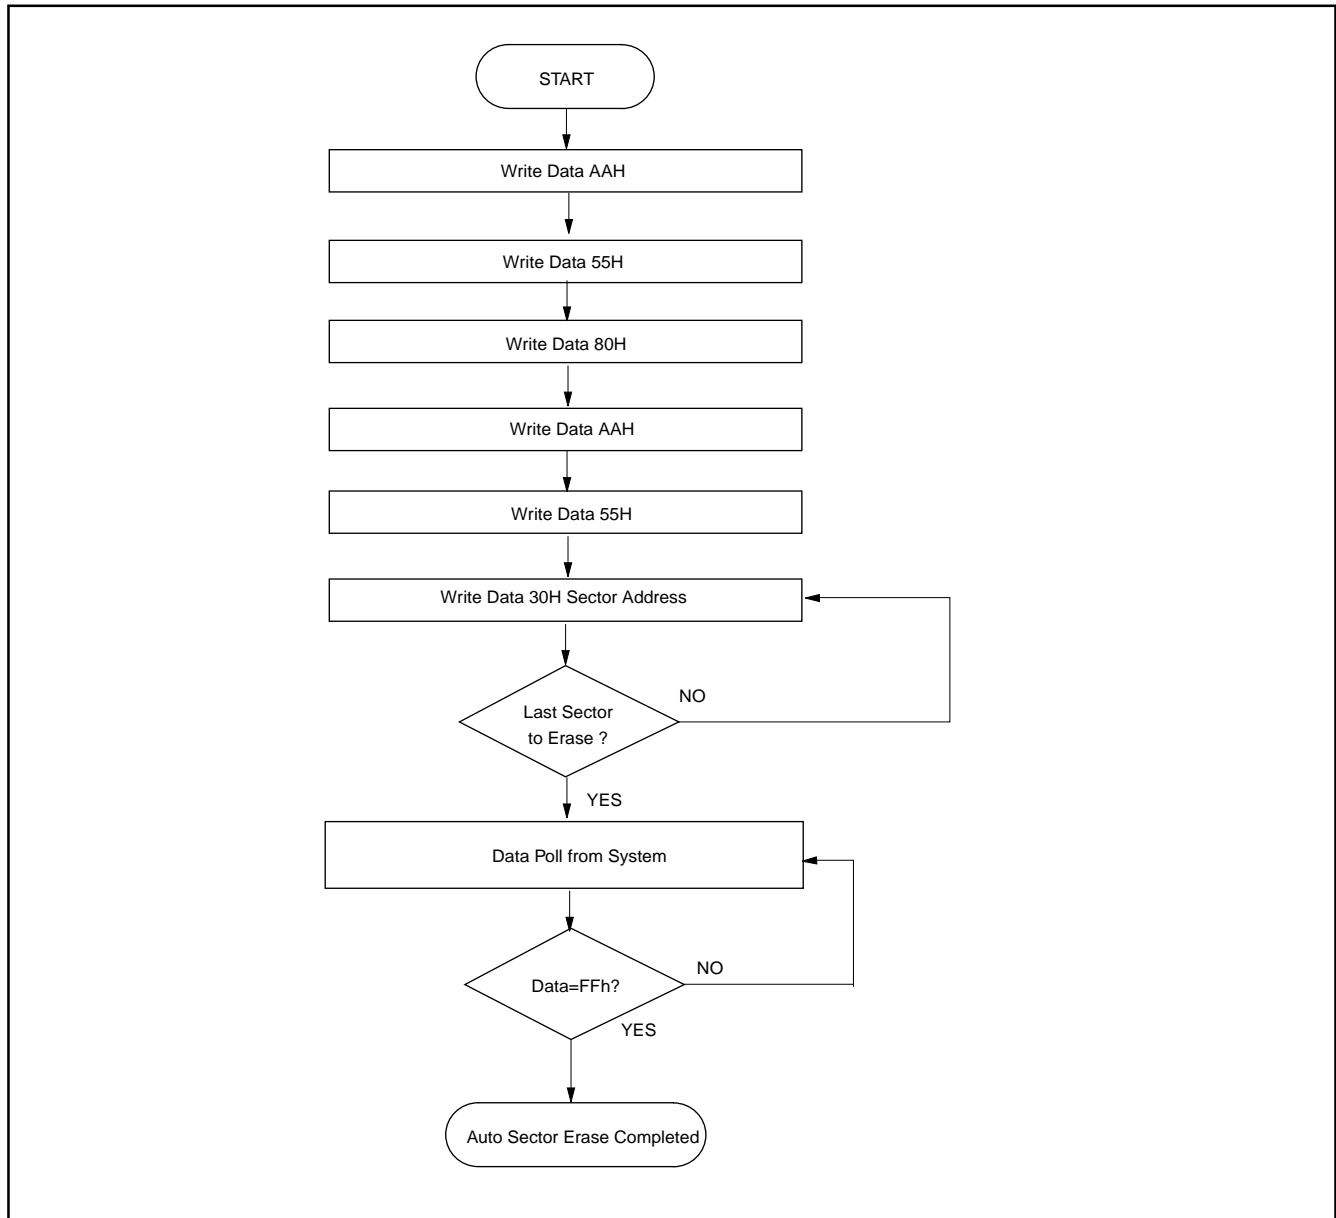 START
Write Data AAH
Write Data 55H
Write Data 80H
Write Data AAH
Write Data 55H
Write Data 30H Sector Address
NO
Last Sector
to Erase ?
YES
Data Poll from System
NO
Data=FFh?
YES
Auto Sector Erase Completed